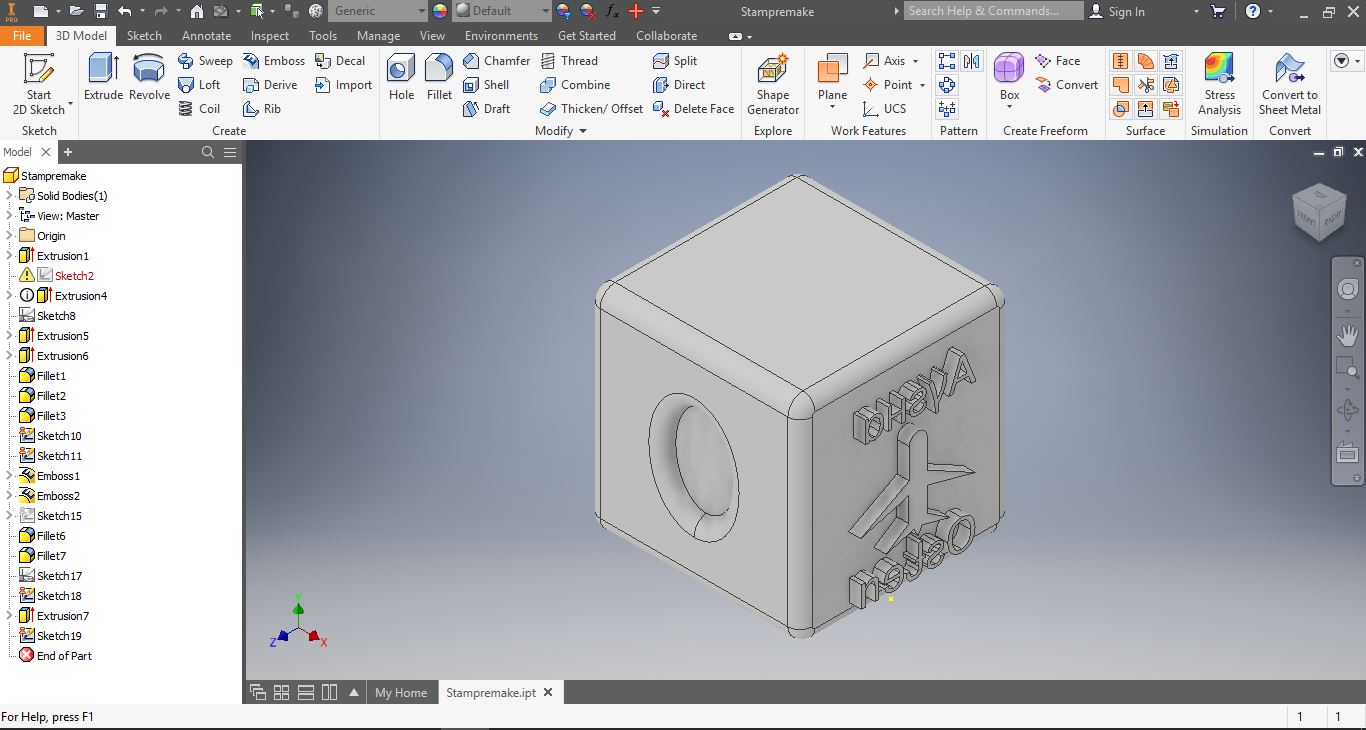 PRO
Generic
Default
fx
Stampremake
Search Help & Commands...
Sign In
File
3D Model
Sketch
Annotate
Inspect
Tools
Manage
View
Environments
Get Started
Collaborate
Start
2D Sketch
Sketch
Extrude
Revolve
Sweep
Loft
Coil
Emboss
Derive
Rib
Decal
Import
Create
Hole
Fillet
Chamfer
Shell
Draft
Thread
Combine
Thicken/ Offset
Split
Direct
Delete Face
Modify
Shape
Generator
Explore
Plane
Axis
Point
UCS
Work Features
Pattern
Box
Face
Convert
Create Freeform
Surface
Stress
Analysis
Simulation
Convert to
Sheet Metal
Convert
Model
Stampremake
Solid Bodies(1)
View: Master
Origin
Extrusion1
Sketch2
Extrusion4
Sketch8
Extrusion5
Extrusion6
Fillet1
Fillet2
Fillet3
Sketch10
Sketch11
Emboss1
Emboss2
Sketch15
Fillet6
Fillet7
Sketch17
Sketch18
Extrusion7
Sketch19
End of Part
TOP
FRONT
RIGHT
Y
Z
X
My Home
Stampremake.ipt
For Help, press F1
1
1